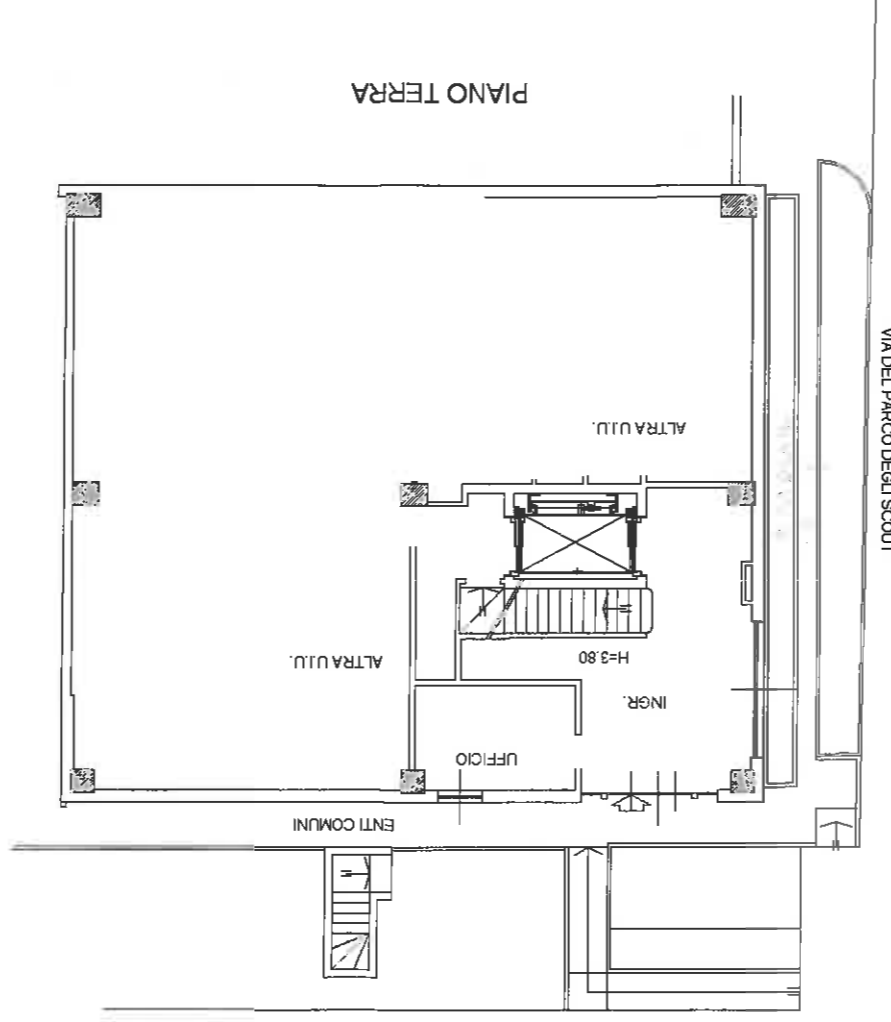 PIANO TERRA
VIA DEL PARCO DEGLI SCOUT
ALTRA U.I.U.
ALTRA U.I.U.
H=3.80
INGR.
UFFICIO
ENTI COMUNI